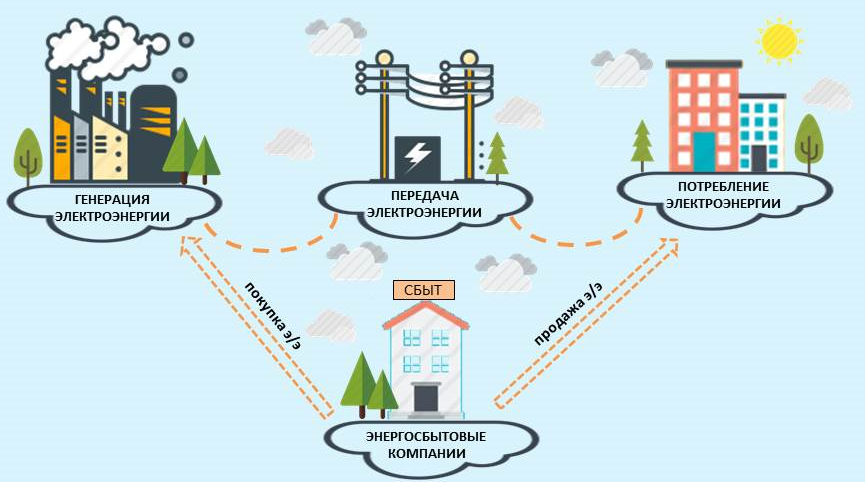 ГЕНЕРАЦИЯ
ЭЛЕКТРОЭНЕРГИИ
ПЕРЕДАЧА
ЭЛЕКТРОЭНЕРГИИ
ПОТРЕБЛЕНИЕ
ЭЛЕКТРОЭНЕРГИИ
СБЫТ
покупка э/э
продажа э/э
ЭНЕРГОСБЫТОВЫЕ
КОМПАНИИ